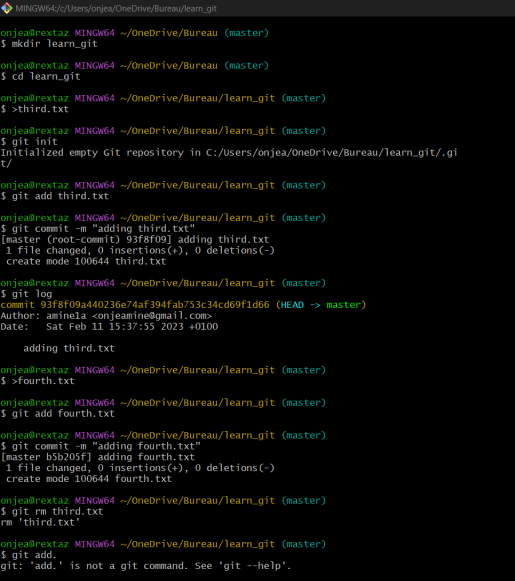 MINGW64:/c/Users/onjea/OneDrive/Bureau/learn_git
onjea@rextaz MINGW64 ~/OneDrive/Bureau (master)
$ mkdir learn_git
onjea@rextaz MINGW64 ~/OneDrive/Bureau (master)
$ cd learn_git
onjea@rextaz MINGW64 ~/OneDrive/Bureau/learn_git (master)
$ >third.txt
onjea@rextaz MINGW64 ~/OneDrive/Bureau/learn_git (master)
$ git init
Initialized empty Git repository in C:/Users/onjea/OneDrive/Bureau/learn_git/.gi
t/
onjea@rextaz MINGW64 ~/OneDrive/Bureau/learn_git (master)
$ git add third.txt
onjea@rextaz MINGW64 ~/OneDrive/Bureau/learn_git (master)
$ git commit -m "adding third.txt"
[master (root-commit) 93f8f09] adding third.txt
 1 file changed, 0 insertions(+), 0 deletions(-)
 create mode 100644 third.txt
onjea@rextaz MINGW64 ~/OneDrive/Bureau/learn_git (master)
$ git log
commit 93f8f09a440236e74af394fab753c34cd69f1d66 (HEAD -> master)
Author: amine1a <onjeamine@gmail.com>
Date:   Sat Feb 11 15:37:55 2023 +0100
    adding third.txt
onjea@rextaz MINGW64 ~/OneDrive/Bureau/learn_git (master)
$ >fourth.txt
onjea@rextaz MINGW64 ~/OneDrive/Bureau/learn_git (master)
$ git add fourth.txt
onjea@rextaz MINGW64 ~/OneDrive/Bureau/learn_git (master)
$ git commit -m "adding fourth.txt"
[master b5b205f] adding fourth.txt
 1 file changed, 0 insertions(+), 0 deletions(-)
 create mode 100644 fourth.txt
onjea@rextaz MINGW64 ~/OneDrive/Bureau/learn_git (master)
$ git rm third.txt
rm 'third.txt'
onjea@rextaz MINGW64 ~/OneDrive/Bureau/learn_git (master)
$ git add.
git: 'add.' is not a git command. See 'git --help'.